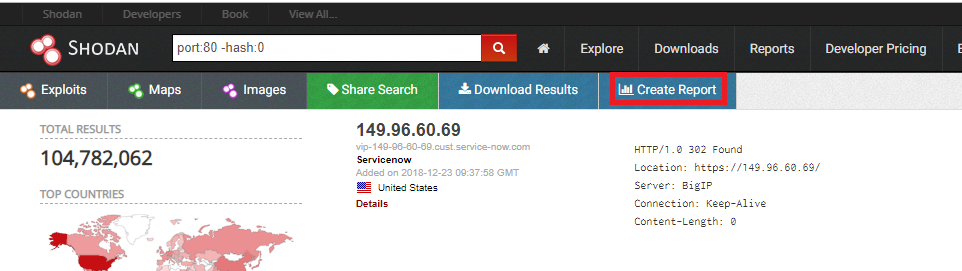 Shodan Developers Book View All...
SHODAN port:80 -hash:0 Explore Downloads Reports Developer Pricing
Exploits Maps Images Share Search Download Results Create Report
TOTAL RESULTS
104,782,062
TOP COUNTRIES
149.96.60.69
vip-149-96-60-69.cust.service-now.com
Servicenow
Added on 2018-12-23 09:37:58 GMT
United States
Details
HTTP/1.0 302 Found
Location: https://149.96.60.69/
Server: BigIP
Connection: Keep-Alive
Content-Length: 0